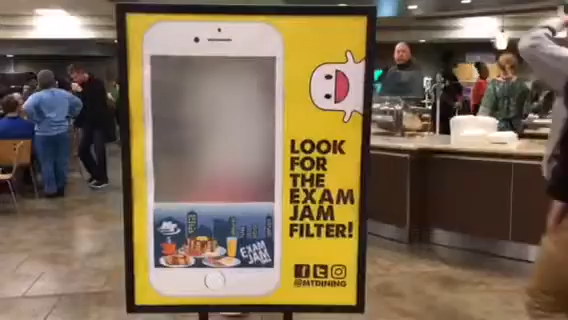 LOOK
FOR
THE
EXAM
JAM
FILTER!
EXAM
JAM
@MTDINING